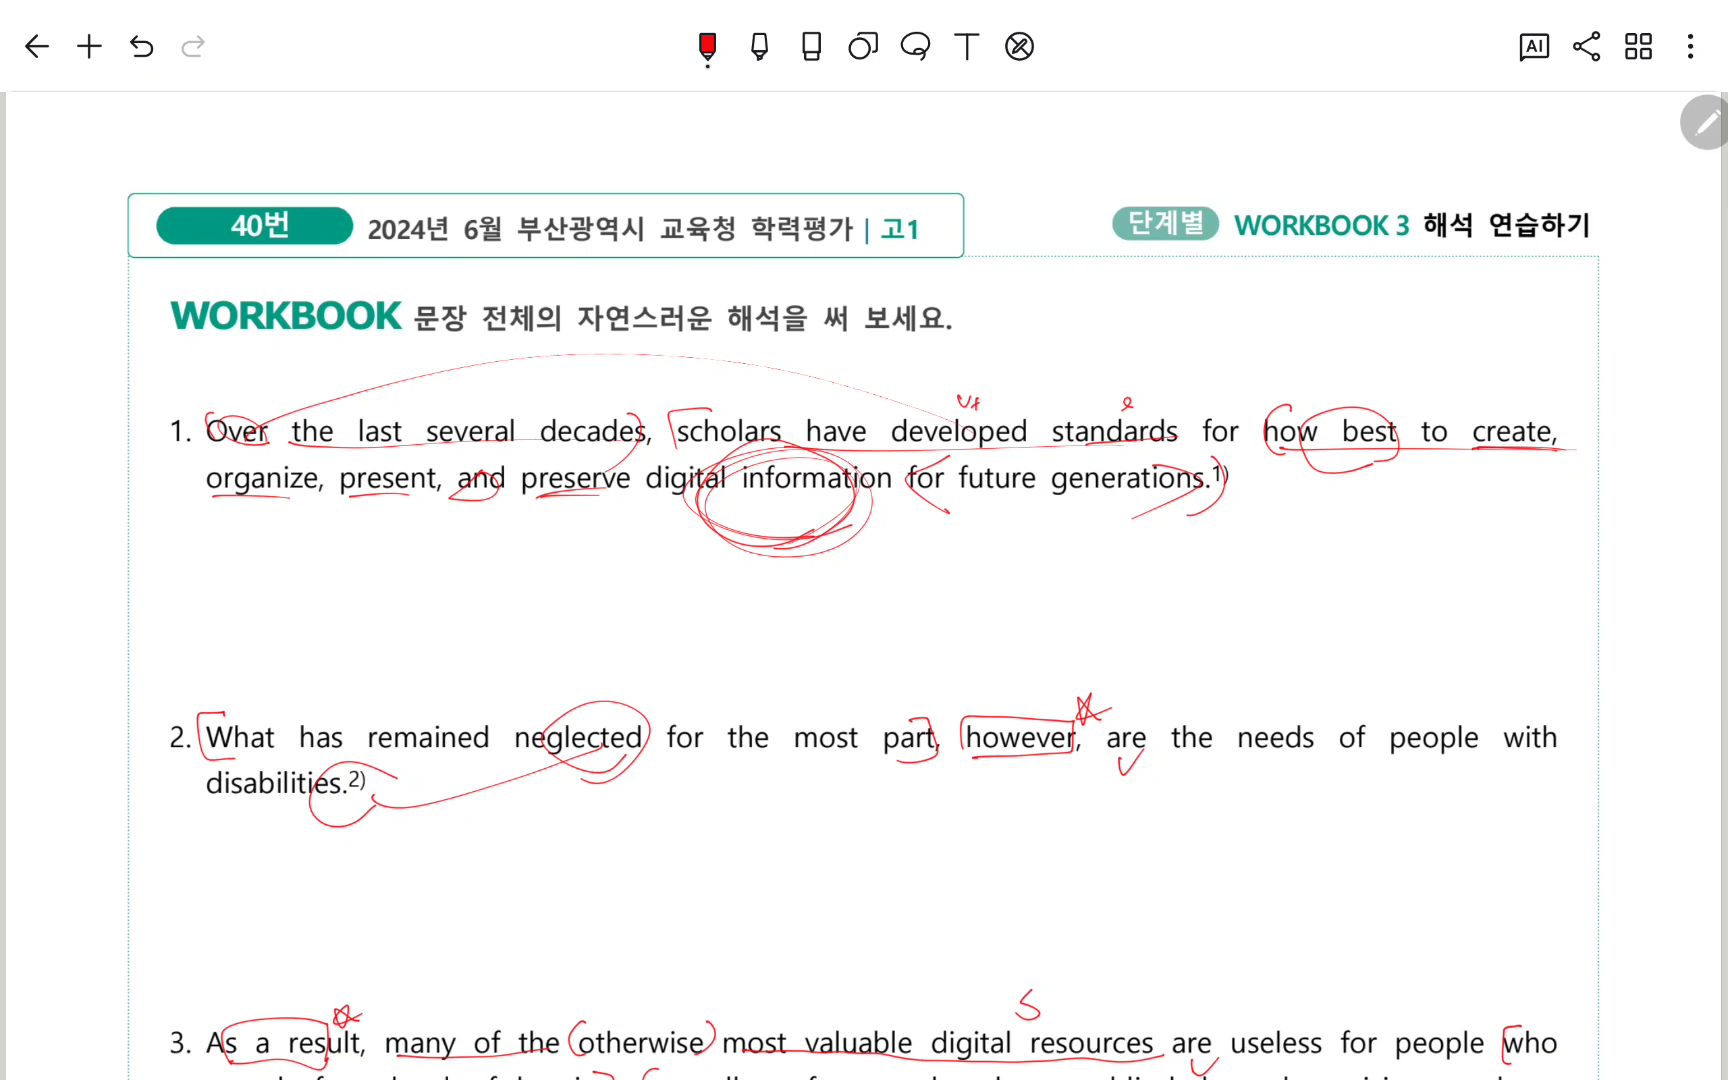 AI
40번 2024년 6월 부산광역시 교육청 학력평가 | 고1
단계별 WORKBOOK 3 해석 연습하기
WORKBOOK 문장 전체의 자연스러운 해석을 써 보세요.
1. Over the last several decades, scholars have developed standards for how best to create,
organize, present, and preserve digital information for future generations.1)
2. What has remained neglected for the most part, however, are the needs of people with
disabilities.2)
S
3. As a result, many of the (otherwise) most valuable digital resources are useless for people who